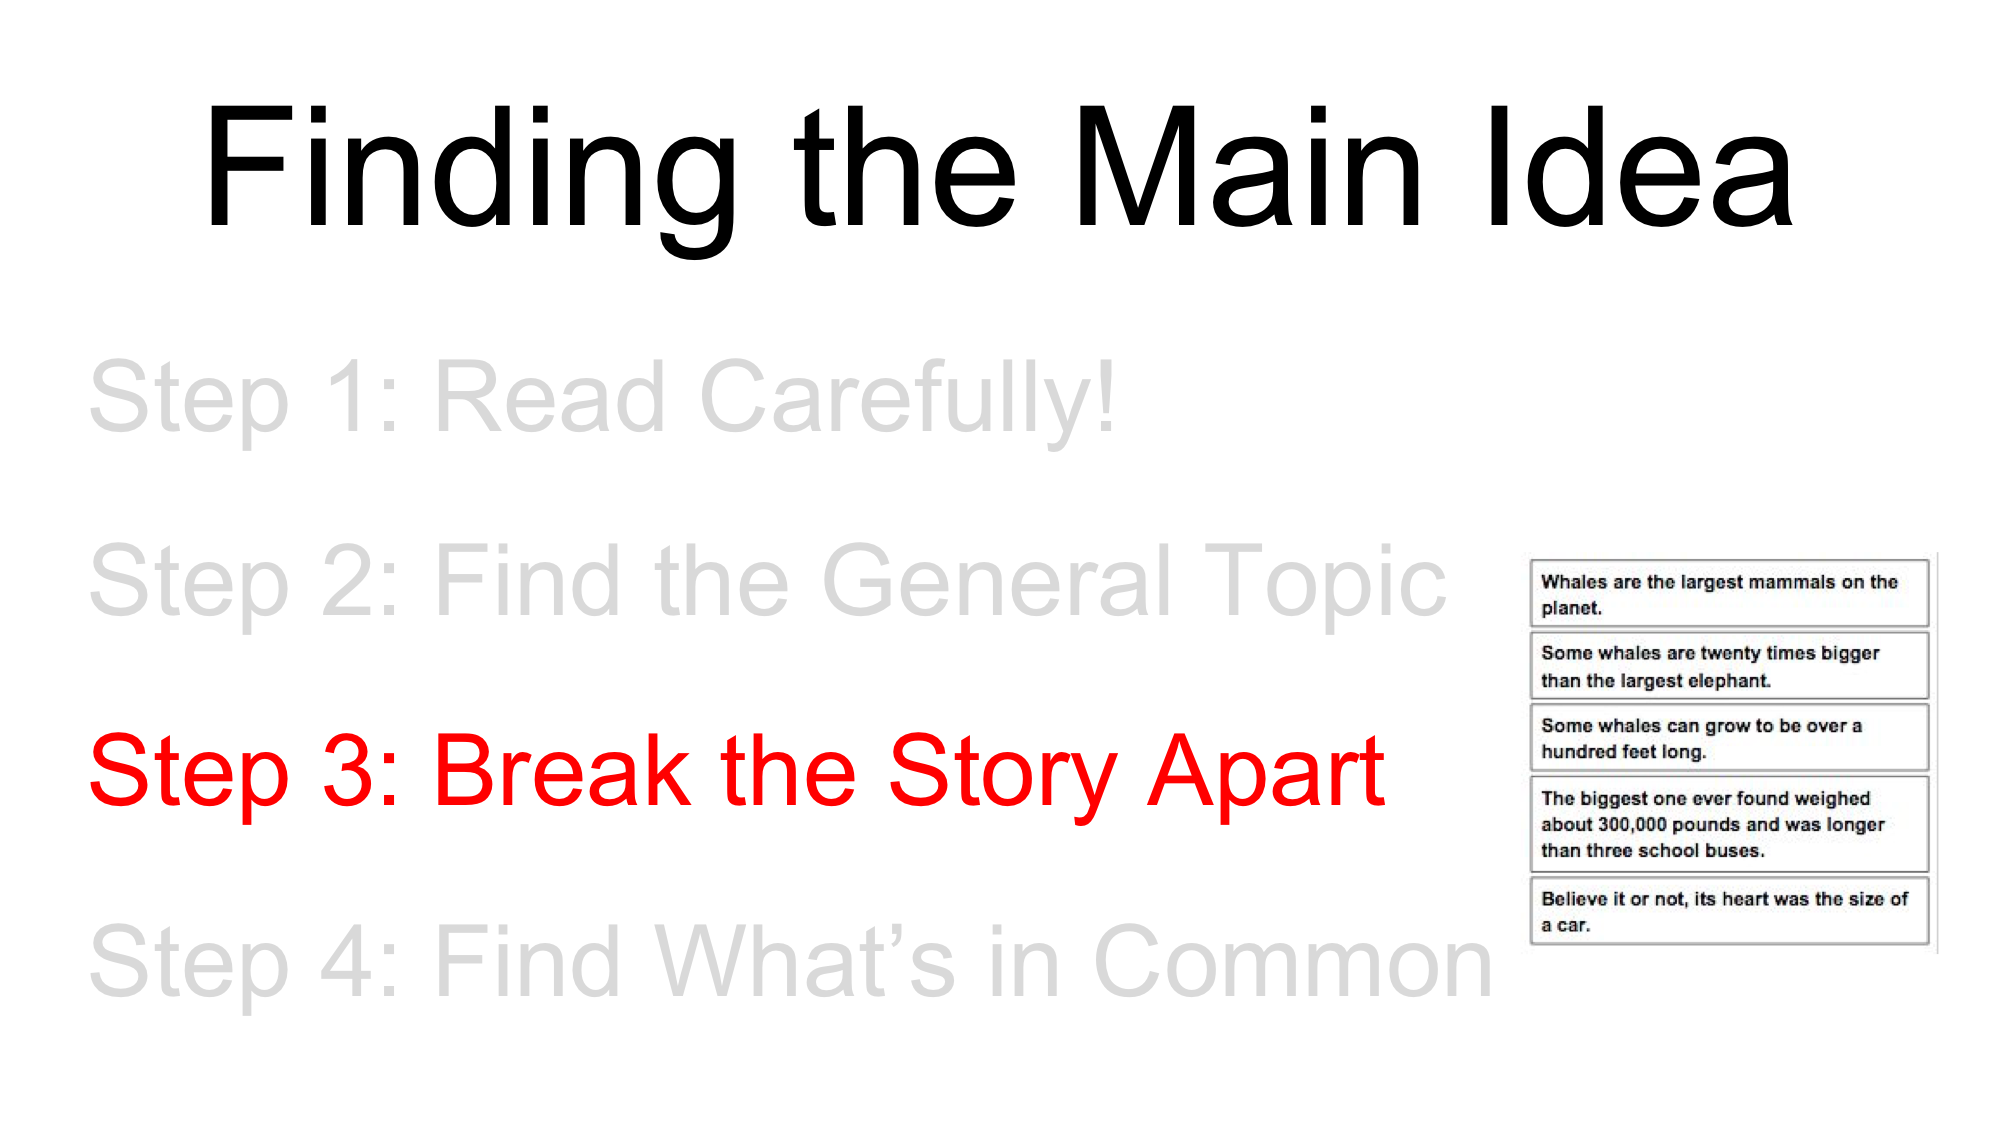 Finding the Main Idea
Step 1: Read Carefully!
Step 2: Find the General Topic
Step 3: Break the Story Apart
Step 4: Find What’s in Common
Whales are the largest mammals on the
planet.
Some whales are twenty times bigger
than the largest elephant.
Some whales can grow to be over a
hundred feet long.
The biggest one ever found weighed
about 300,000 pounds and was longer
than three school buses.
Believe it or not, its heart was the size of
a car.